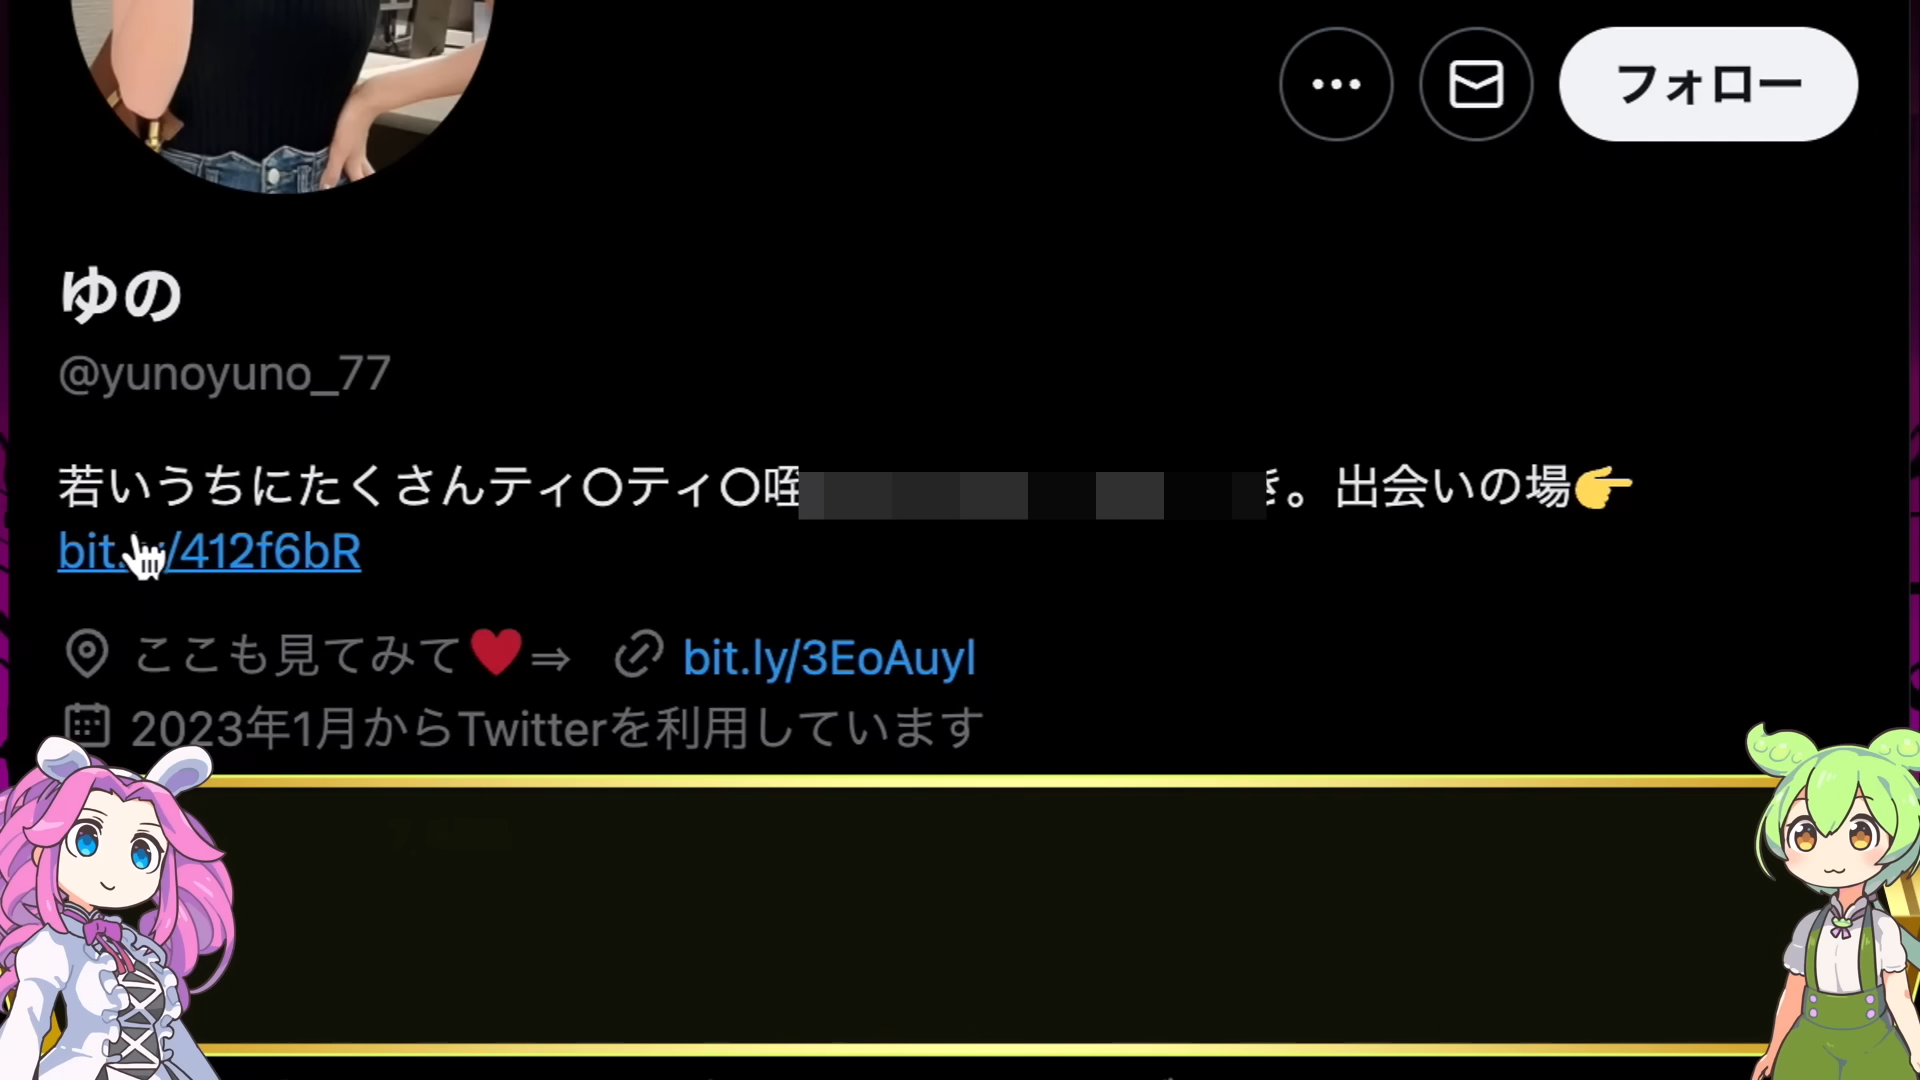 フォロー
ゆの
@yunoyuno_77
若いうちにたくさんティ〇ティ〇咥き。出会いの場👉
bit./412f6bR
ここも見てみて♥⇒ bit.ly/3EoAuyl
2023年1月からTwitterを利用しています